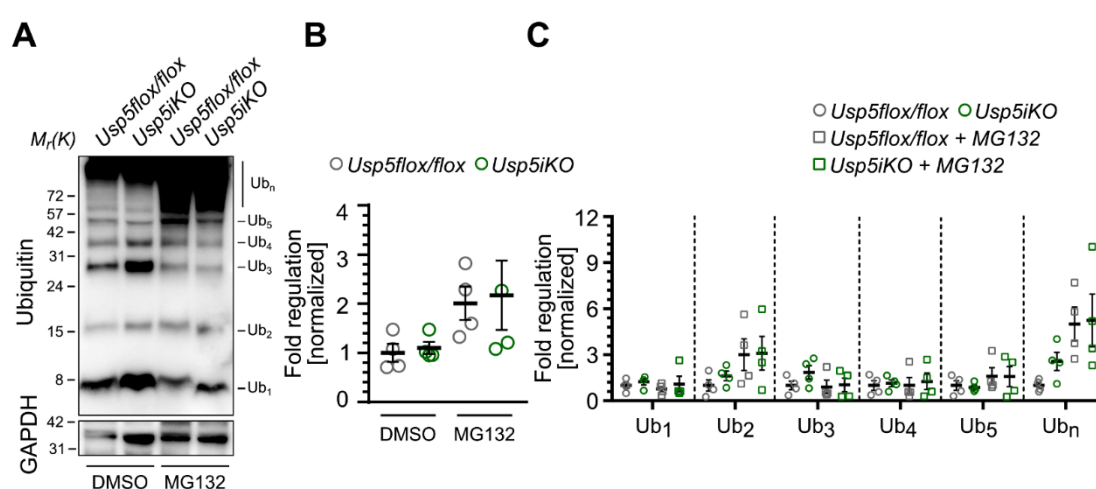 A
Usp5flox/flox
Usp5iKO
Usp5flox/flox
Usp5iKO
Mr(K)
72
57
42
31
24
15
8
Ubn
Ub5
Ub4
Ub3
Ub2
Ub1
Ubiquitin
42
31
GAPDH
DMSO
MG132
B
Usp5flox/flox
Usp5iKO
Fold regulation
[normalized]
4
3
2
1
0
DMSO
MG132
C
Usp5flox/flox
Usp5iKO
Usp5flox/flox + MG132
Usp5iKO + MG132
Fold regulation
[normalized]
12
9
6
3
0
Ub1
Ub2
Ub3
Ub4
Ub5
Ubn